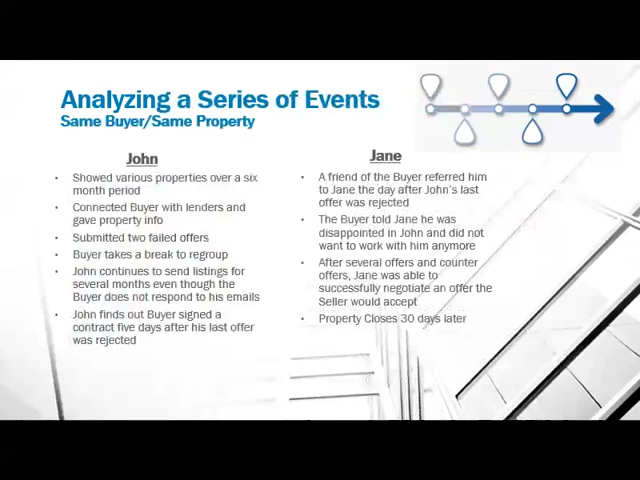 Analyzing a Series of Events
Same Buyer/Same Property
John
• Showed various properties over a six
month period
• Connected Buyer with lenders and
gave property info
• Submitted two failed offers
• Buyer takes a break to regroup
• John continues to send listings for
several months even though the
Buyer does not respond to his emails
• John finds out Buyer signed a
contract five days after his last offer
was rejected
Jane
• A friend of the Buyer referred him
to Jane the day after John's last
offer was rejected
• The Buyer told Jane he was
disappointed in John and did not
want to work with him anymore
• After several offers and counter
offers, Jane was able to
successfully negotiate an offer the
Seller would accept
• Property Closes 30 days later